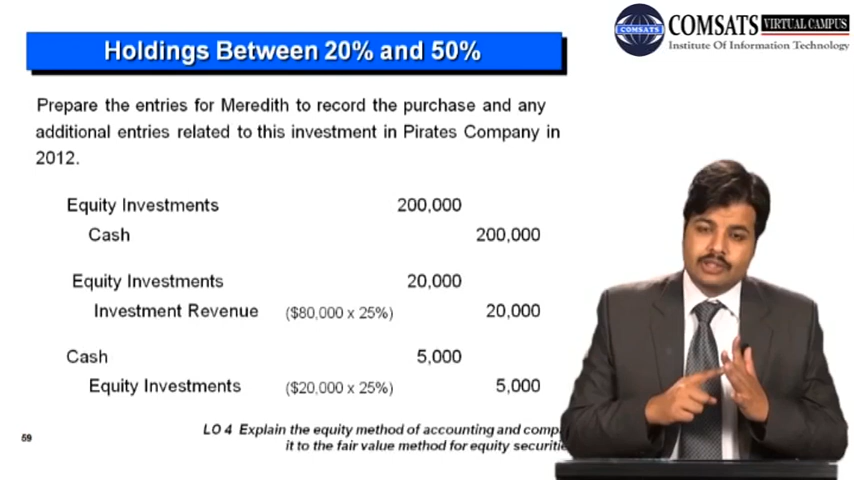 COMSATS VIRTUAL CAMPUS
COMSATS
Institute Of Information Technology
Holdings Between 20% and 50%
Prepare the entries for Meredith to record the purchase and any
additional entries related to this investment in Pirates Company in
2012.
Equity Investments 200,000
Cash 200,000
Equity Investments 20,000
Investment Revenue ($80,000 x 25%) 20,000
Cash 5,000
Equity Investments ($20,000 x 25%) 5,000
LO 4 Explain the equity method of accounting and
59 it to the fair value method for equity